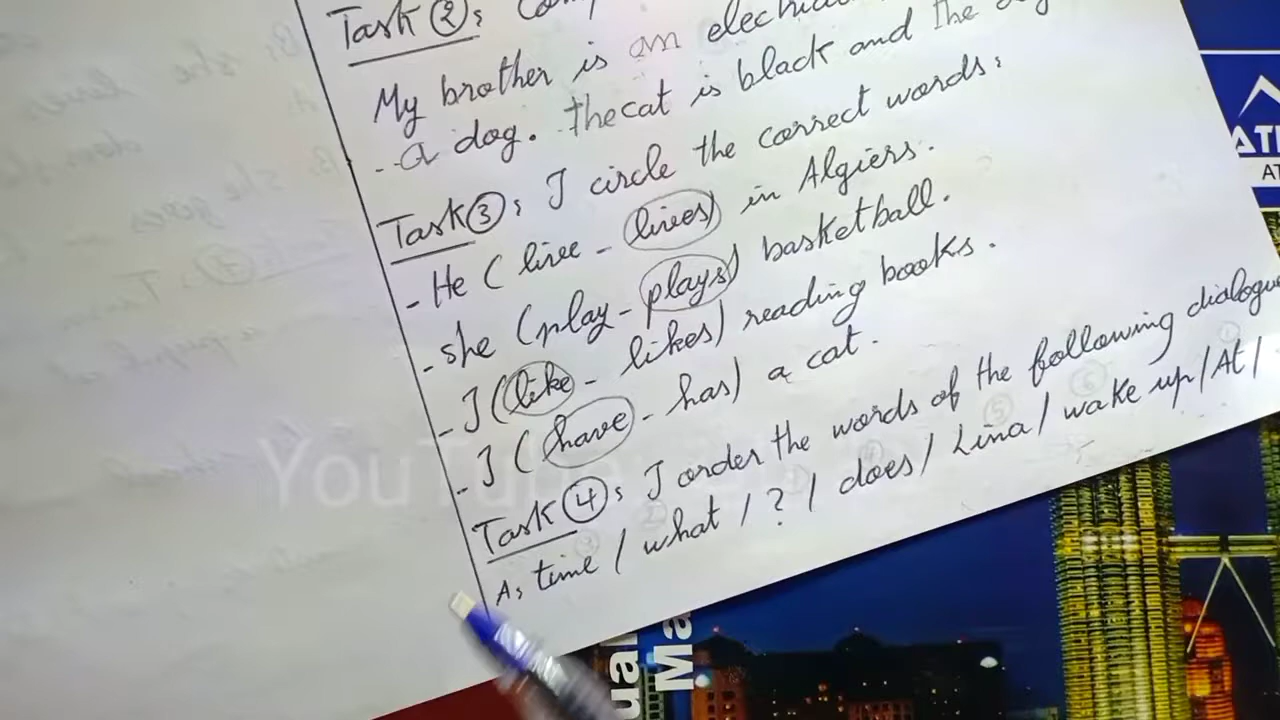 Task ②:
My brother is an
a dog. The cat is black and the
Task ③: I circle the correct words:
- He (live - lives) in Algiers.
- she (play - plays) basketball.
- I (like - likes) reading books.
- I (have - has) a cat.
Task ④: I order the words of the following dialogue
A: time / what / ? / does / Lina / wake up / At /
YouTube
Ma